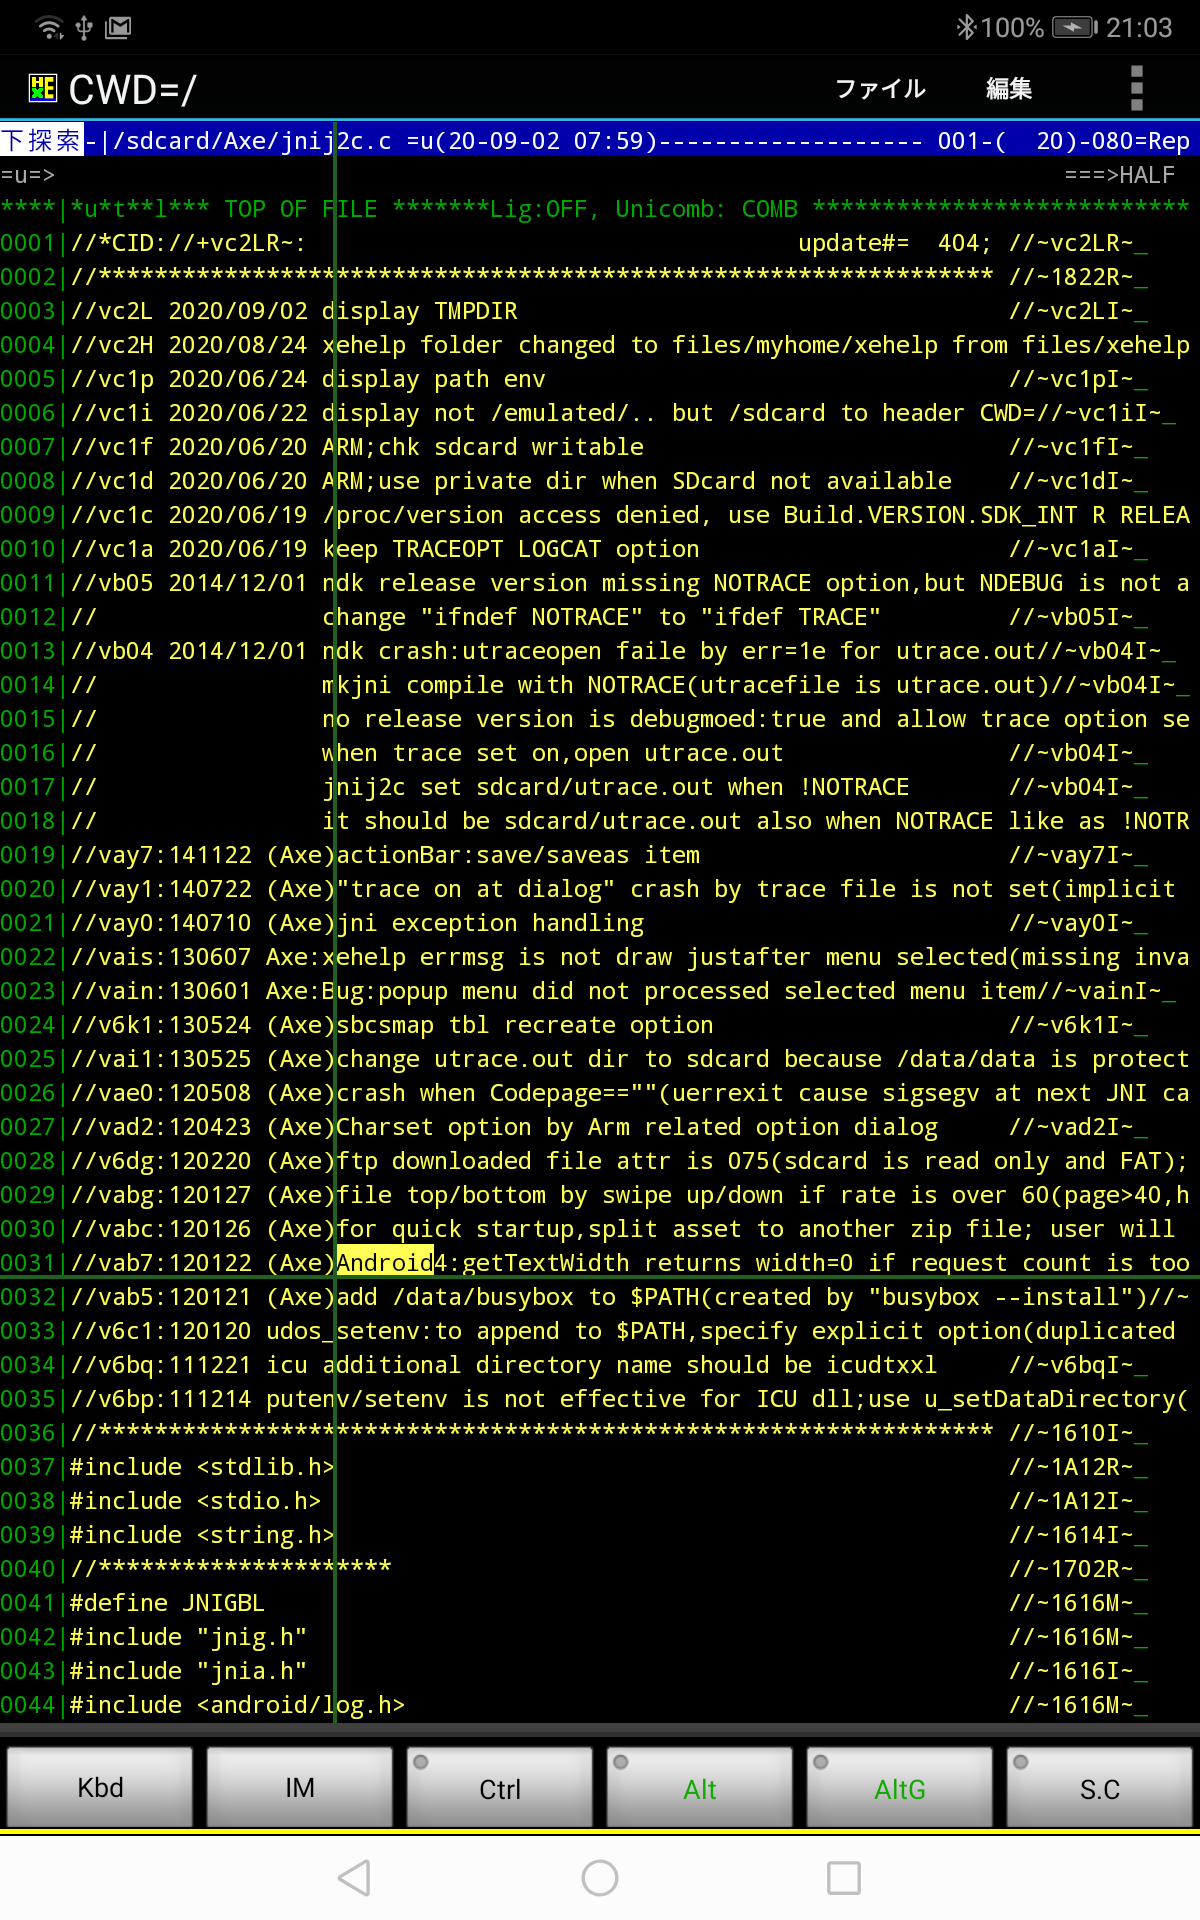 100% 21:03
CWD=/ ファイル 編集
下探索-|/sdcard/Axe/jnij2c.c =u(20-09-02 07:59)------------------- 001-(  20)-080=Rep
=u=> ===>HALF
****|*u*t**l*** TOP OF FILE *******Lig:OFF, Unicomb: COMB ***************************
0001|//*CID://+vc2LR~:                                   update#=  404; //~vc2LR~_
0002|//**************************************************************** //~1822R~_
0003|//vc2L 2020/09/02 display TMPDIR                                   //~vc2LI~_
0004|//vc2H 2020/08/24 xehelp folder changed to files/myhome/xehelp from files/xehelp
0005|//vc1p 2020/06/24 display path env                                 //~vc1pI~_
0006|//vc1i 2020/06/22 display not /emulated/.. but /sdcard to header CWD=//~vc1iI~_
0007|//vc1f 2020/06/20 ARM;chk sdcard writable                          //~vc1fI~_
0008|//vc1d 2020/06/20 ARM;use private dir when SDcard not available    //~vc1dI~_
0009|//vc1c 2020/06/19 /proc/version access denied, use Build.VERSION.SDK_INT R RELEA
0010|//vc1a 2020/06/19 keep TRACEOPT LOGCAT option                      //~vc1aI~_
0011|//vb05 2014/12/01 ndk release version missing NOTRACE option,but NDEBUG is not a
0012|//                change "ifndef NOTRACE" to "ifdef TRACE"         //~vb05I~_
0013|//vb04 2014/12/01 ndk crash:utraceopen faile by err=1e for utrace.out//~vb04I~_
0014|//                mkjni compile with NOTRACE(utracefile is utrace.out)//~vb04I~_
0015|//                no release version is debugmoed:true and allow trace option se
0016|//                when trace set on,open utrace.out                //~vb04I~_
0017|//                jnij2c set sdcard/utrace.out when !NOTRACE       //~vb04I~_
0018|//                it should be sdcard/utrace.out also when NOTRACE like as !NOTR
0019|//vay7:141122 (Axe)actionBar:save/saveas item                      //~vay7I~_
0020|//vay1:140722 (Axe)"trace on at dialog" crash by trace file is not set(implicit
0021|//vay0:140710 (Axe)jni exception handling                          //~vay0I~_
0022|//vais:130607 Axe:xehelp errmsg is not draw justafter menu selected(missing inva
0023|//vain:130601 Axe:Bug:popup menu did not processed selected menu item//~vainI~_
0024|//v6k1:130524 (Axe)sbcsmap tbl recreate option                     //~v6k1I~_
0025|//vai1:130525 (Axe)change utrace.out dir to sdcard because /data/data is protect
0026|//vae0:120508 (Axe)crash when Codepage==""(uerrexit cause sigsegv at next JNI ca
0027|//vad2:120423 (Axe)Charset option by Arm related option dialog     //~vad2I~_
0028|//v6dg:120220 (Axe)ftp downloaded file attr is 075(sdcard is read only and FAT);
0029|//vabg:120127 (Axe)file top/bottom by swipe up/down if rate is over 60(page>40,h
0030|//vabc:120126 (Axe)for quick startup,split asset to another zip file; user will
0031|//vab7:120122 (Axe)Android4:getTextWidth returns width=0 if request count is too
0032|//vab5:120121 (Axe)add /data/busybox to $PATH(created by "busybox --install")//~
0033|//v6c1:120120 udos_setenv:to append to $PATH,specify explicit option(duplicated
0034|//v6bq:111221 icu additional directory name should be icudtxxl     //~v6bqI~_
0035|//v6bp:111214 putenv/setenv is not effective for ICU dll;use u_setDataDirectory(
0036|//**************************************************************** //~1610I~_
0037|#include <stdlib.h>                                                //~1A12R~_
0038|#include <stdio.h>                                                 //~1A12I~_
0039|#include <string.h>                                                //~1614I~_
0040|//*********************                                            //~1702R~_
0041|#define JNIGBL                                                     //~1616M~_
0042|#include "jnig.h"                                                  //~1616M~_
0043|#include "jnia.h"                                                  //~1616I~_
0044|#include <android/log.h>                                           //~1616M~_
Kbd IM Ctrl Alt AltG S.C